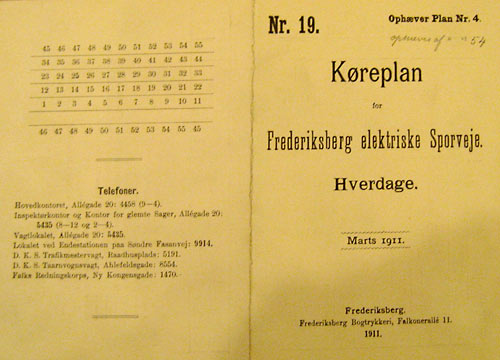 45 46 47 48 49 50 51 52 53 54 55
34 35 36 37 38 39 40 41 42 43 44
23 24 25 26 27 28 29 30 31 32 33
12 13 14 15 16 17 18 19 20 21 22
1 2 3 4 5 6 7 8 9 10 11
46 47 48 49 50 51 52 53 54 55 45
Telefoner.
Hovedkontoret, Allégade 20: 4458 (9—4).
Inspektørkontor og Kontor for glemte Sager, Allégade 20:
5435 (8—12 og 2—4).
Vagtlokalet, Allégade 20: 5435.
Lokalet ved Endestationen paa Søndre Fasanvej: 9914.
D. K. S. Trafikmestervagt, Raadhusplads: 5191.
D. K. S. Taarnvognsvagt, Ahlefeldsgade: 8554.
Falks Redningskorps, Ny Kongensgade: 1470.
Nr. 19.
Ophæver Plan Nr. 4.
54
Køreplan
for
Frederiksberg elektriske Sporveje.
Hverdage.
Marts 1911.
Frederiksberg.
Frederiksberg Bogtrykkeri, Falkonerallé 11.
1911.